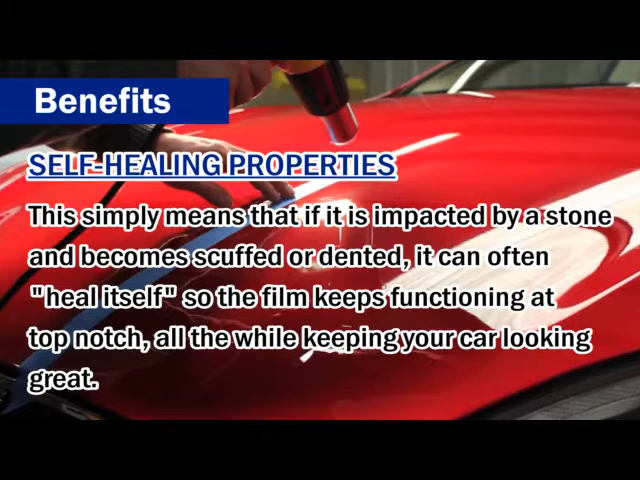 Benefits
SELF-HEALING PROPERTIES
This simply means that if it is impacted by a stone
and becomes scuffed or dented, it can often
"heal itself" so the film keeps functioning at
top notch, all the while keeping your car looking
great.